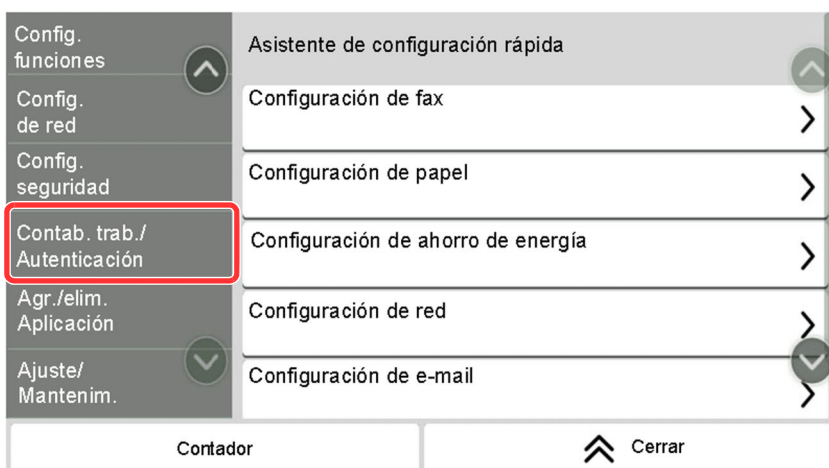 Config.
funciones
Config.
de red
Config.
seguridad
Contab. trab./
Autenticación
Agr./elim.
Aplicación
Ajuste/
Mantenim.
Asistente de configuración rápida
Configuración de fax
Configuración de papel
Configuración de ahorro de energía
Configuración de red
Configuración de e-mail
Contador
Cerrar